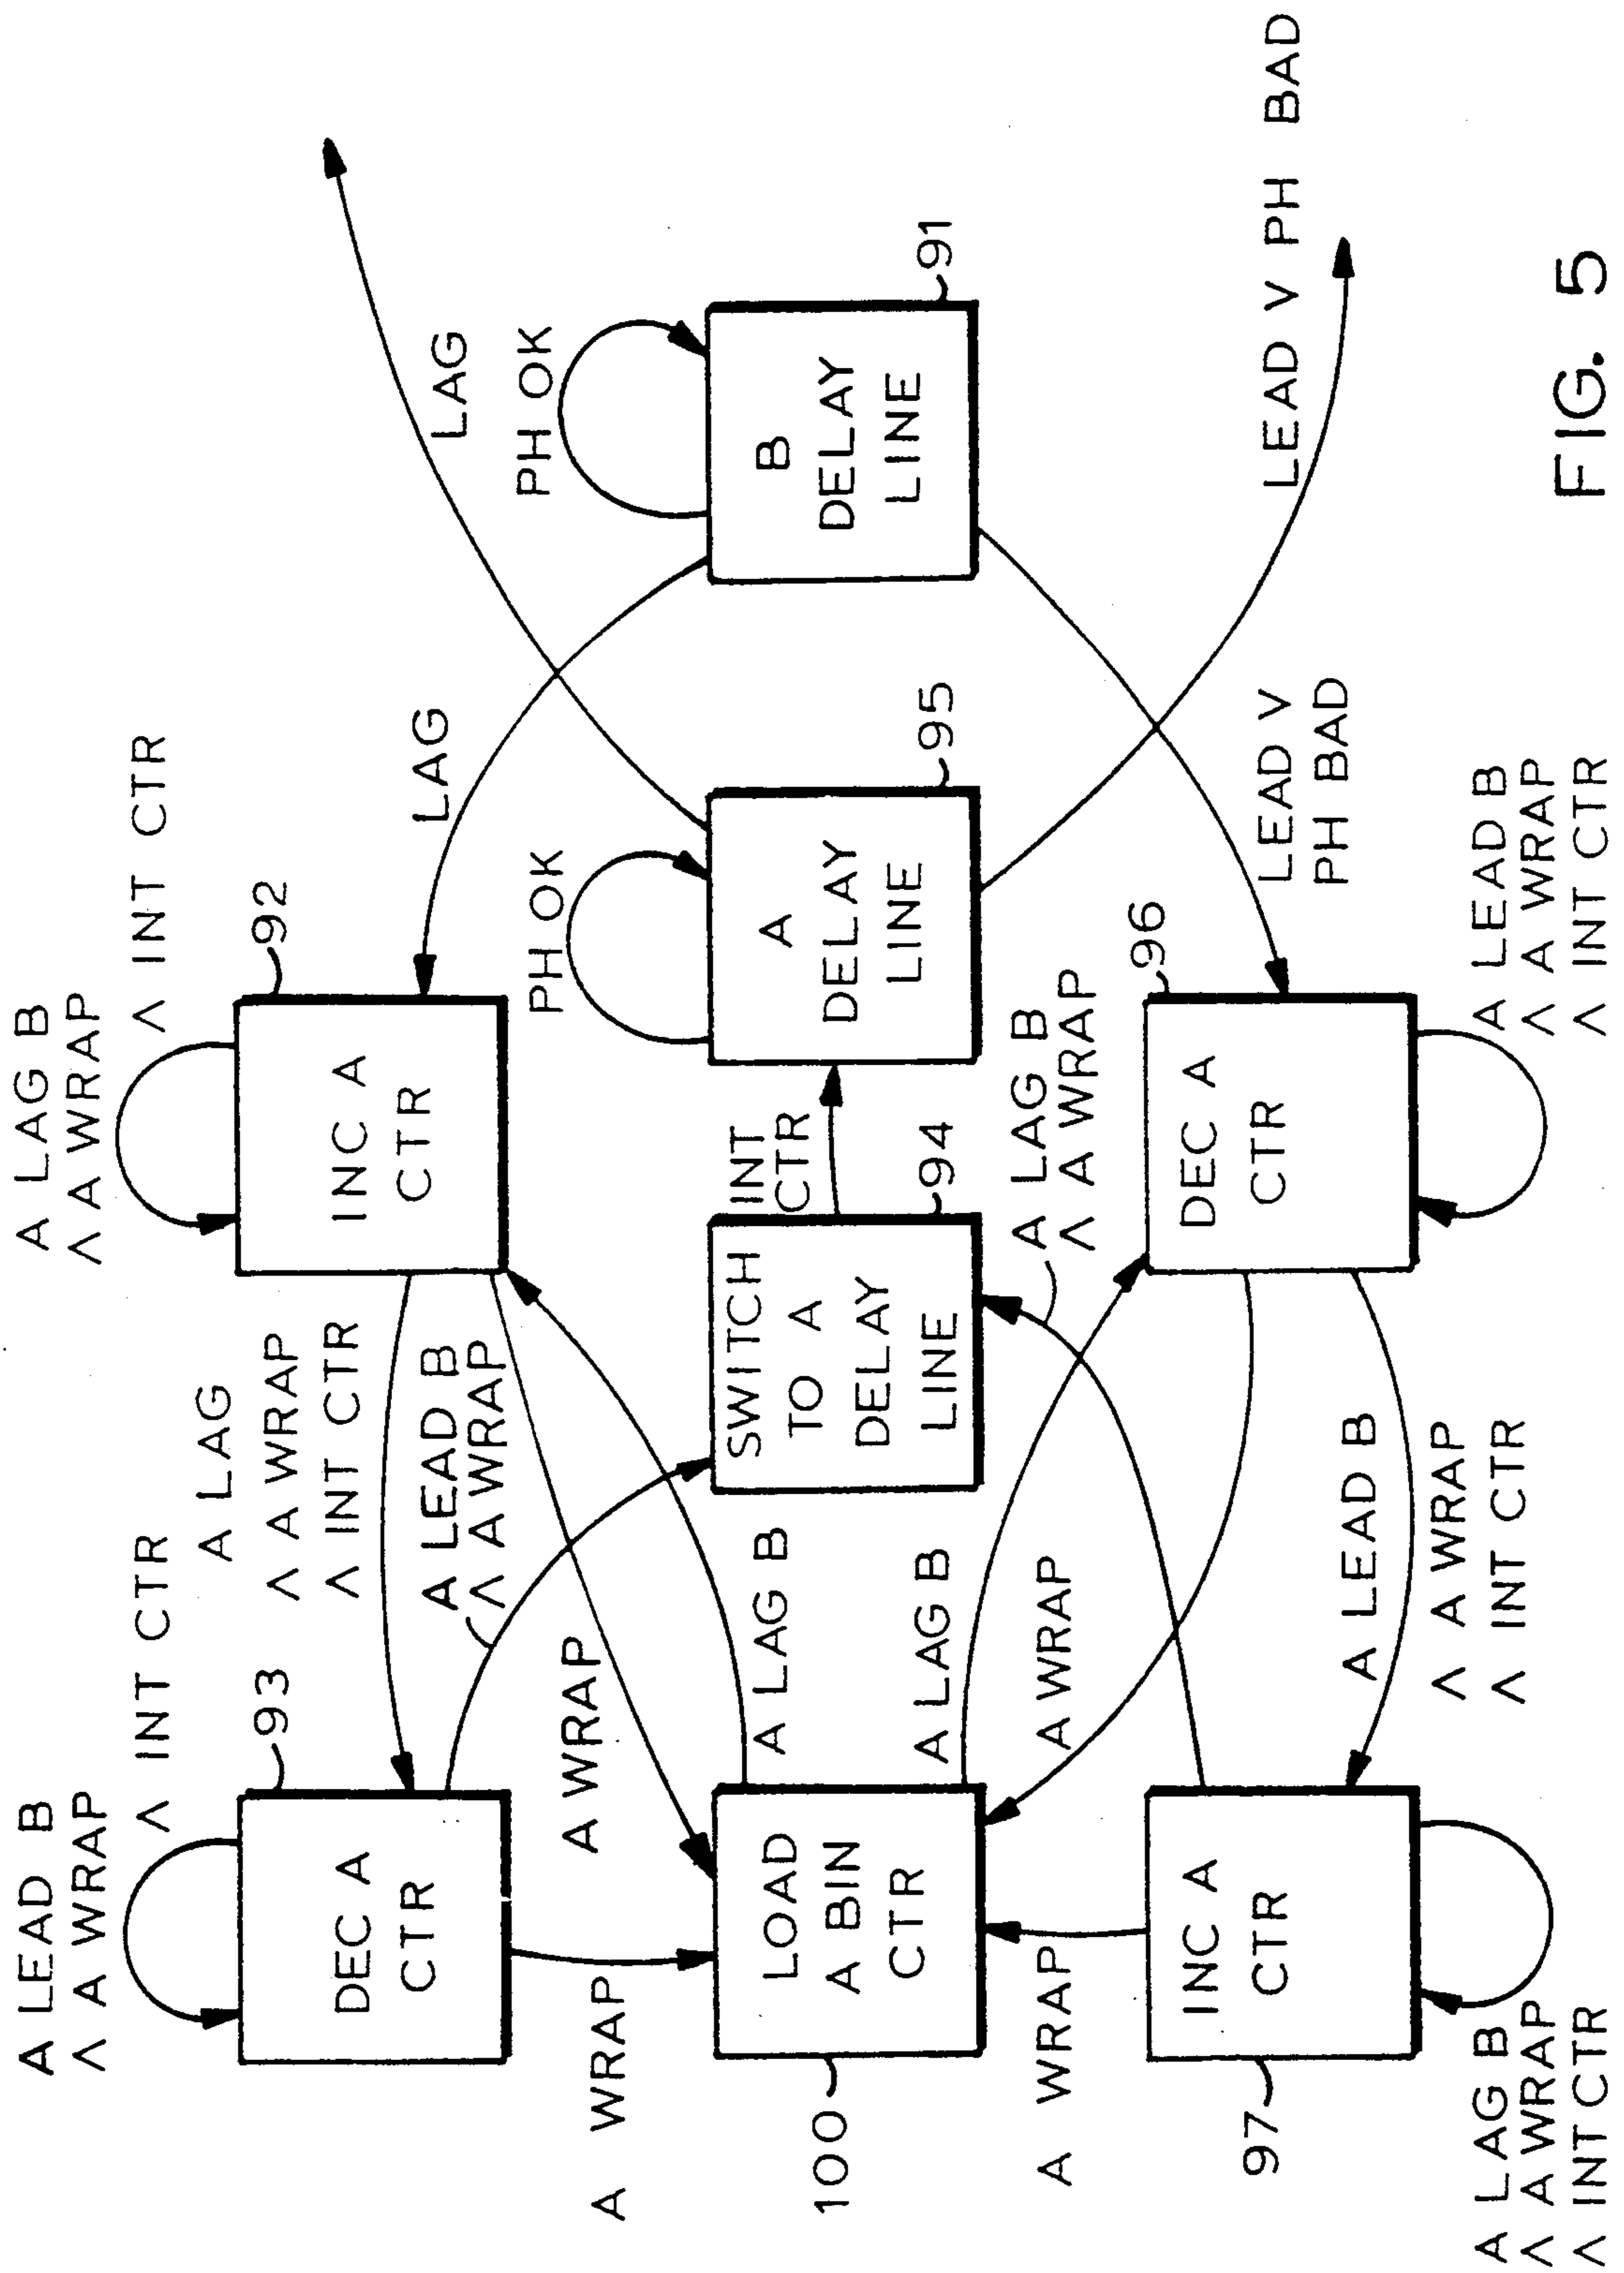 A LEAD B
Λ A WRAP
Λ INT CTR
93
DEC A
CTR
A LAG
Λ A WRAP
Λ INT CTR
A LEAD B
Λ A WRAP
A LAG B
Λ A WRAP
Λ INT CTR
92
INC A
CTR
LAG
LAG
A WRAP
A WRAP
100
LOAD
A BIN
CTR
A LAG B
A LAG B
SWITCH
TO A
DELAY
LINE
94
INT
CTR
PH OK
A
DELAY
LINE
95
PH OK
B
DELAY
LINE
91
A WRAP
A WRAP
A LAG B
Λ A WRAP
97
INC A
CTR
A LAG B
Λ A WRAP
Λ INT CTR
A LEAD B
Λ A WRAP
Λ INT CTR
96
DEC A
CTR
A LEAD B
Λ A WRAP
Λ INT CTR
LEAD V
PH BAD
LEAD V PH BAD
FIG. 5